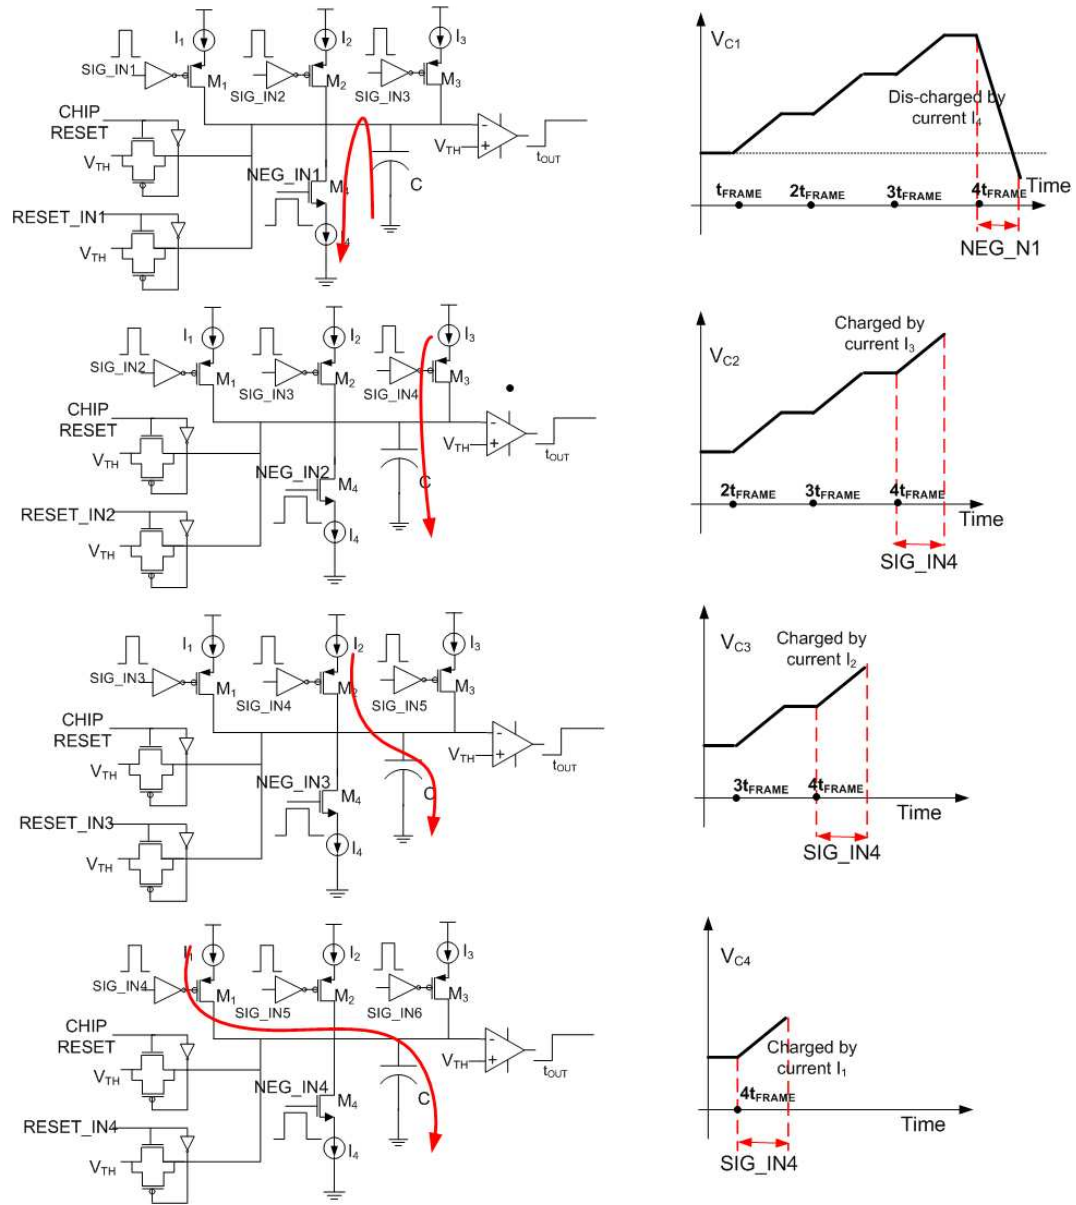 I1
I2
I3
SIG_IN1
M1
SIG_IN2
M2
SIG_IN3
M3
CHIP
RESET
VTH
VTH
- +
tOUT
NEG_IN1
M4
C
RESET_IN1
VTH
I4
VC1
Dis-charged by
current I4
tFRAME
2tFRAME
3tFRAME
4tFRAME
Time
NEG_N1
I1
I2
I3
SIG_IN2
M1
SIG_IN3
M2
SIG_IN4
M3
CHIP
RESET
VTH
VTH
- +
tOUT
NEG_IN2
M4
C
RESET_IN2
VTH
I4
VC2
Charged by
current I3
2tFRAME
3tFRAME
4tFRAME
Time
SIG_IN4
I1
I2
I3
SIG_IN3
M1
SIG_IN4
M2
SIG_IN5
M3
CHIP
RESET
VTH
VTH
- +
tOUT
NEG_IN3
M4
C
RESET_IN3
VTH
I4
VC3
Charged by
current I2
3tFRAME
4tFRAME
Time
SIG_IN4
I1
I2
I3
SIG_IN4
M1
SIG_IN5
M2
SIG_IN6
M3
CHIP
RESET
VTH
VTH
- +
tOUT
NEG_IN4
M4
C
RESET_IN4
VTH
I4
VC4
Charged by
current I1
4tFRAME
Time
SIG_IN4